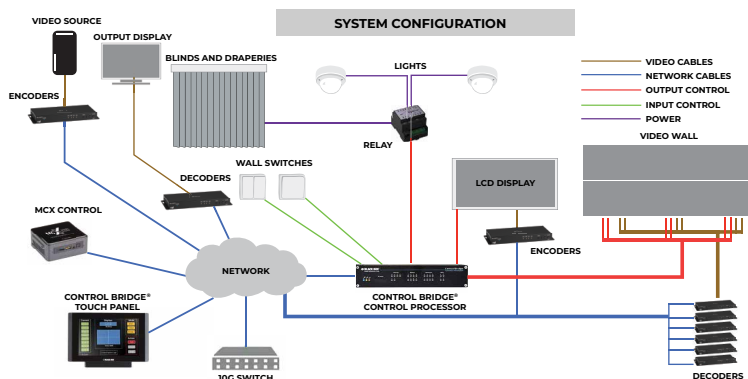 SYSTEM CONFIGURATION
VIDEO SOURCE
OUTPUT DISPLAY
BLINDS AND DRAPERIES
LIGHTS
VIDEO CABLES
NETWORK CABLES
OUTPUT CONTROL
INPUT CONTROL
POWER
ENCODERS
RELAY
VIDEO WALL
WALL SWITCHES
DECODERS
LCD DISPLAY
MCX CONTROL
ENCODERS
NETWORK
CONTROL BRIDGE®
TOUCH PANEL
CONTROL BRIDGE®
CONTROL PROCESSOR
10G SWITCH
DECODERS